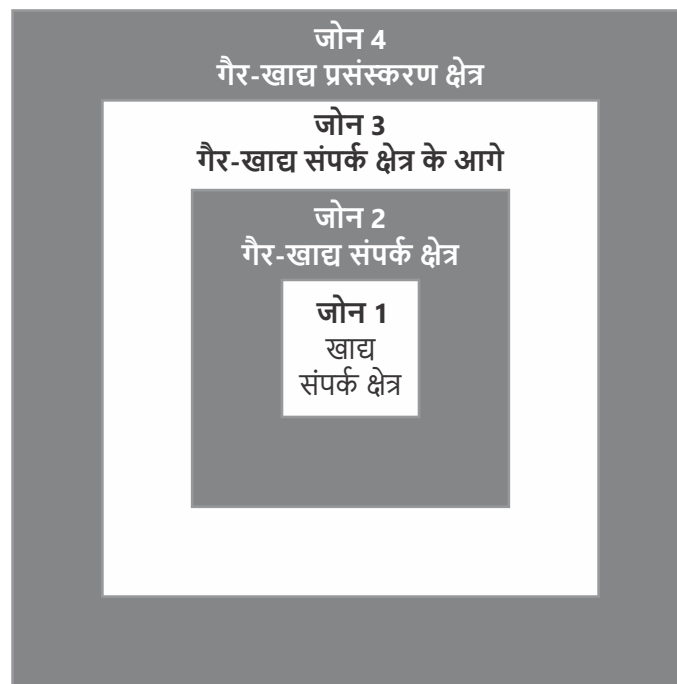 जोन 4
गैर-खाद्य प्रसंस्करण क्षेत्र
जोन 3
गैर-खाद्य संपर्क क्षेत्र के आगे
जोन 2
गैर-खाद्य संपर्क क्षेत्र
जोन 1
खाद्य
संपर्क क्षेत्र